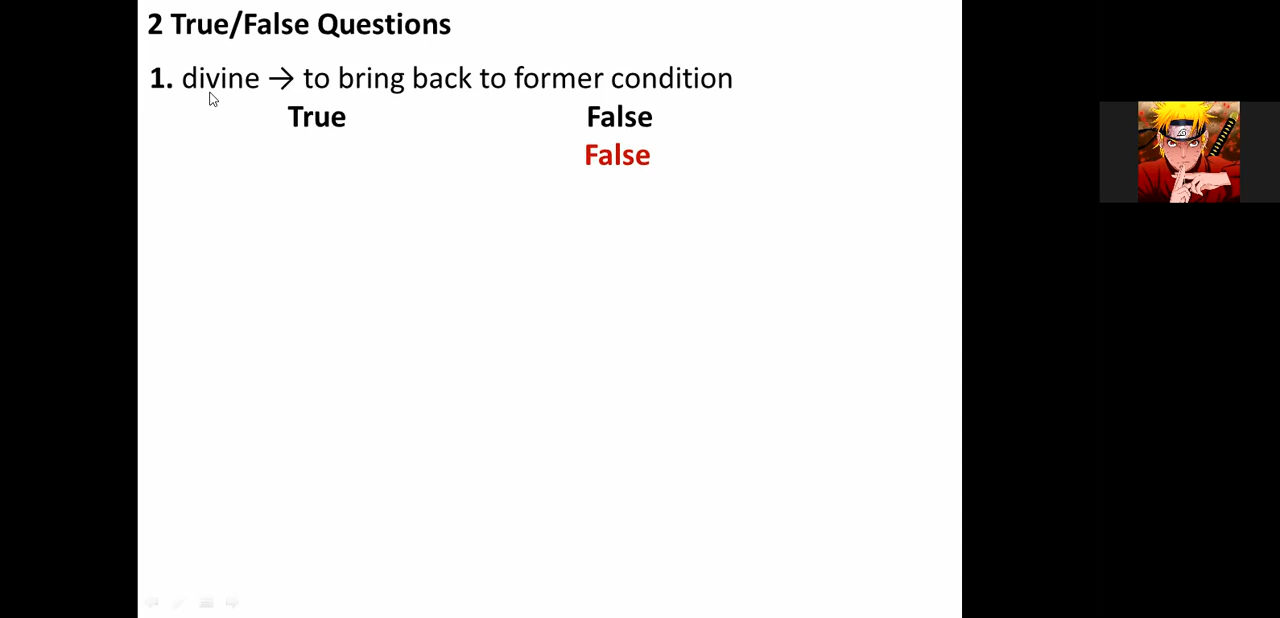 2 True/False Questions
1. divine → to bring back to former condition
True False
False